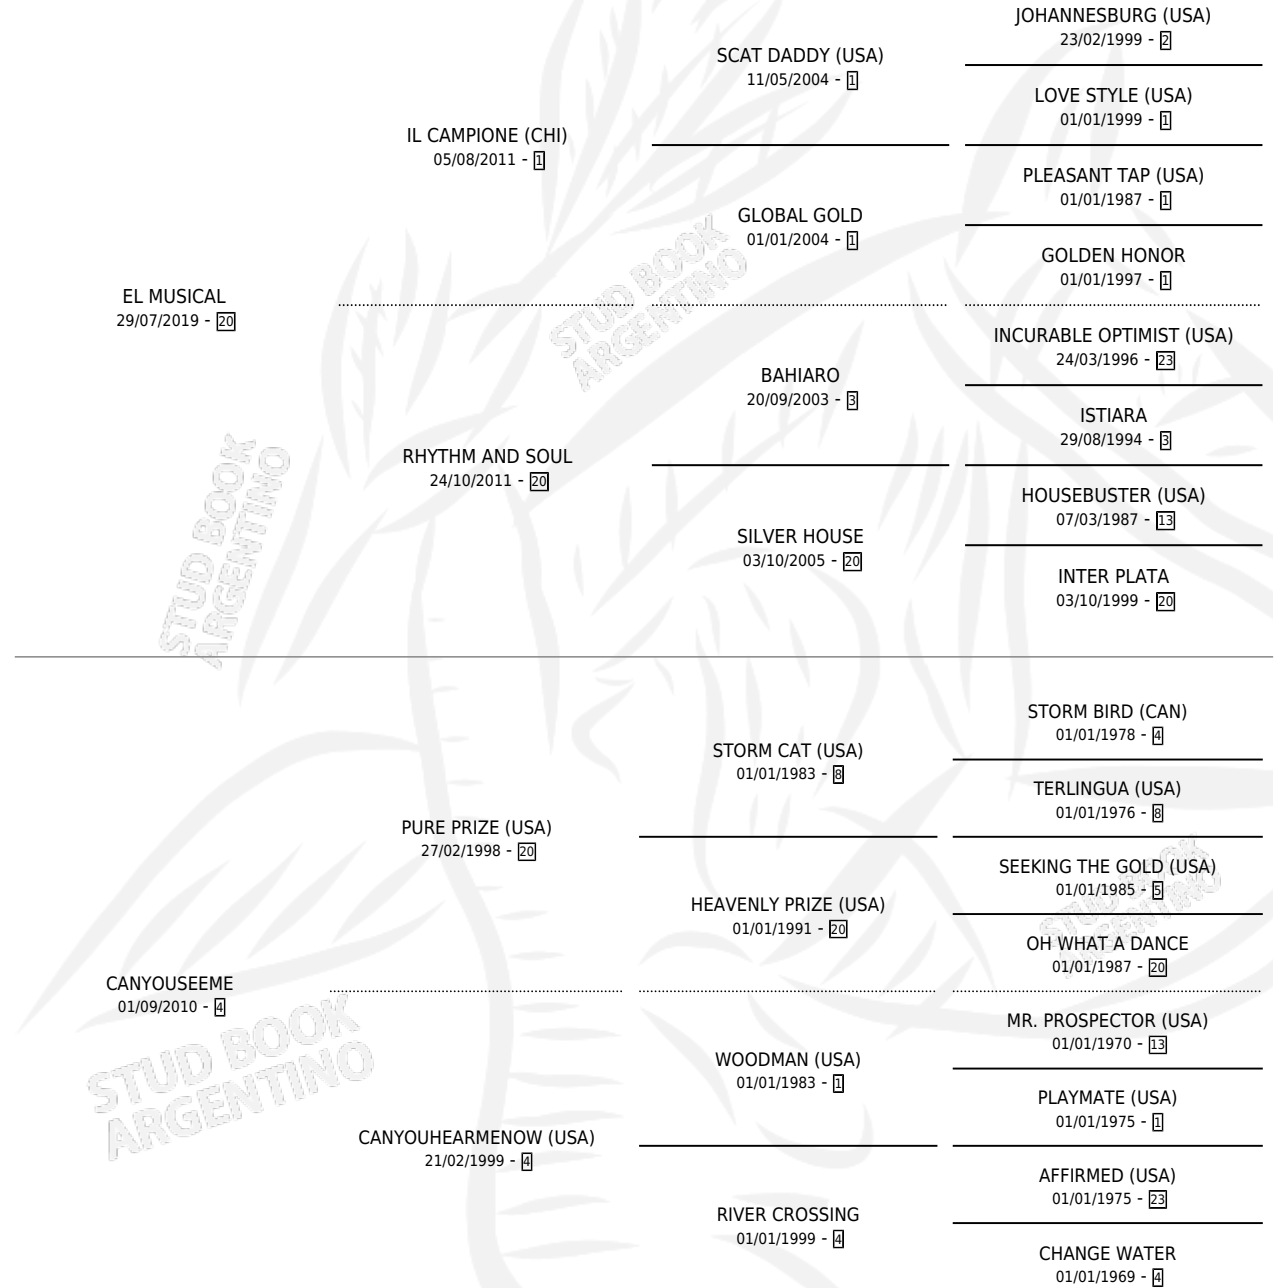 JOHANNESBURG (USA)
23/02/1999 - 2
SCAT DADDY (USA)
11/05/2004 - 1
LOVE STYLE (USA)
01/01/1999 - 1
IL CAMPIONE (CHI)
05/08/2011 - 1
PLEASANT TAP (USA)
01/01/1987 - 1
GLOBAL GOLD
01/01/2004 - 1
GOLDEN HONOR
01/01/1997 - 1
EL MUSICAL
29/07/2019 - 20
STUD BOOK
ARGENTINO
INCURABLE OPTIMIST (USA)
24/03/1996 - 23
BAHIARO
20/09/2003 - 3
ISTIARA
29/08/1994 - 3
RHYTHM AND SOUL
24/10/2011 - 20
HOUSEBUSTER (USA)
07/03/1987 - 13
SILVER HOUSE
03/10/2005 - 20
INTER PLATA
03/10/1999 - 20
STUD BOOK
ARGENTINO
STORM BIRD (CAN)
01/01/1978 - 4
STORM CAT (USA)
01/01/1983 - 8
TERLINGUA (USA)
01/01/1976 - 8
PURE PRIZE (USA)
27/02/1998 - 20
SEEKING THE GOLD (USA)
01/01/1985 - 5
HEAVENLY PRIZE (USA)
01/01/1991 - 20
STUD BOOK
ARGENTINO
OH WHAT A DANCE
01/01/1987 - 20
CANYOUSEEME
01/09/2010 - 4
MR. PROSPECTOR (USA)
01/01/1970 - 13
WOODMAN (USA)
01/01/1983 - 1
PLAYMATE (USA)
01/01/1975 - 1
STUD BOOK
ARGENTINO
CANYOUHEARMENOW (USA)
21/02/1999 - 4
AFFIRMED (USA)
01/01/1975 - 23
RIVER CROSSING
01/01/1999 - 4
CHANGE WATER
01/01/1969 - 4